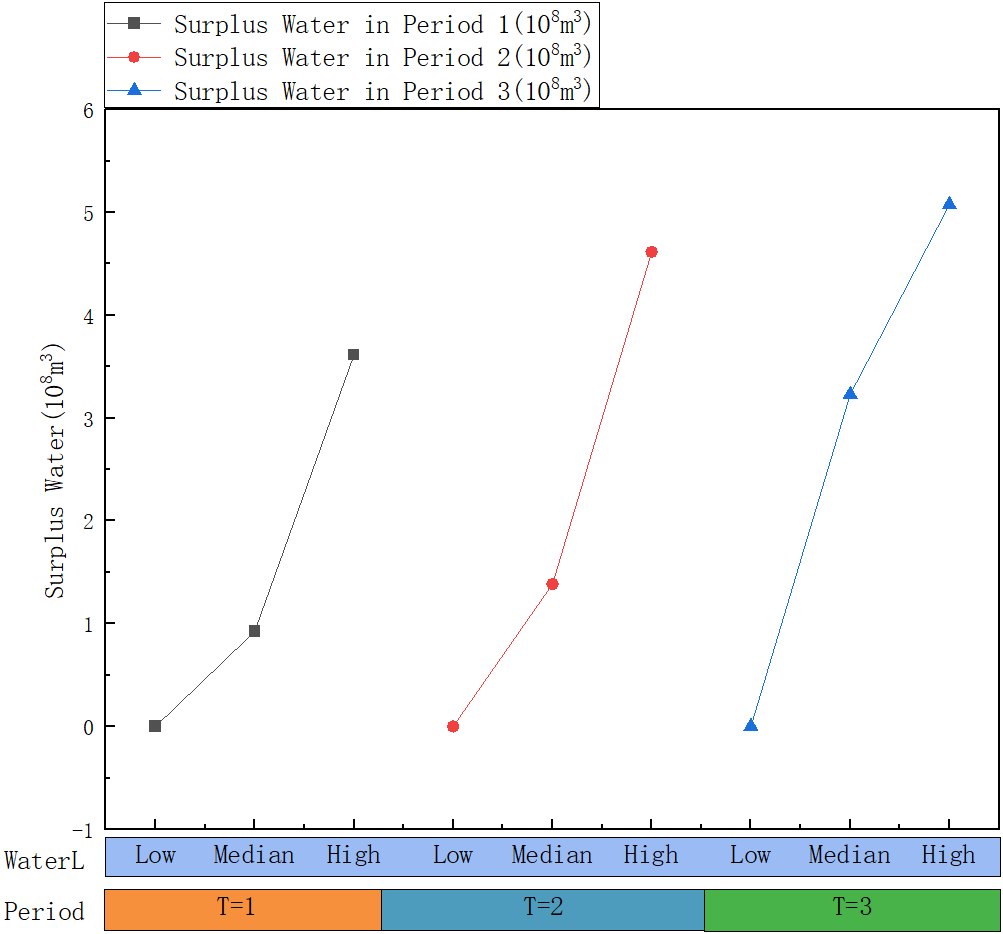 Surplus Water in Period 1(10⁸m³)
Surplus Water in Period 2(10⁸m³)
Surplus Water in Period 3(10⁸m³)
6
5
4
3
2
1
0
-1
Surplus Water(10⁸m³)
WaterL Low Median High Low Median High Low Median High
Period T=1 T=2 T=3